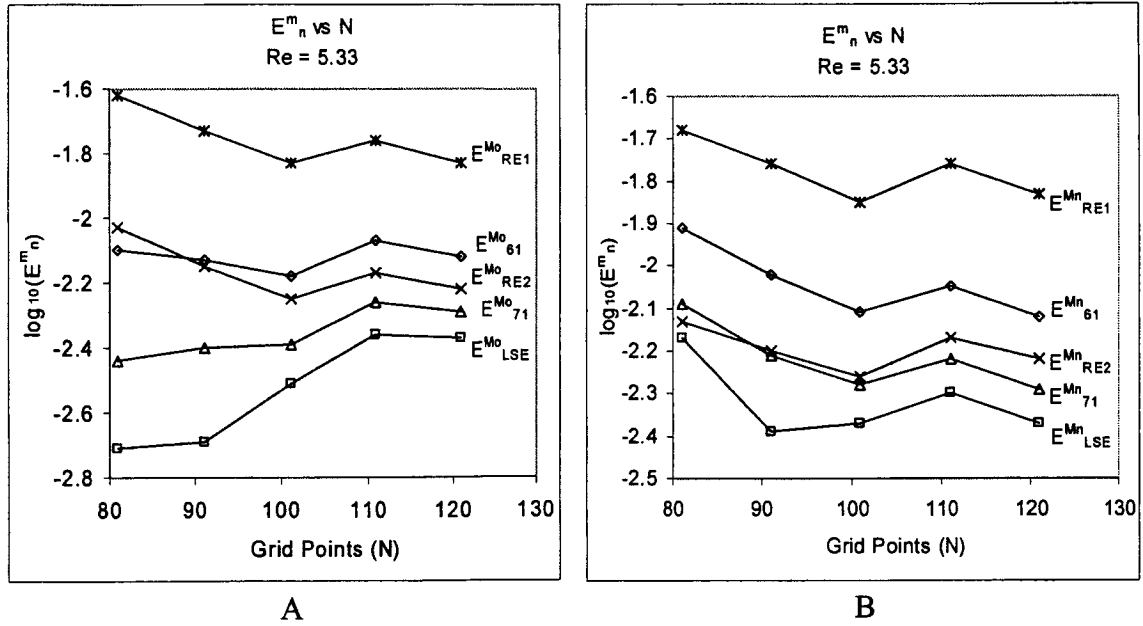 E^m_n vs N
Re = 5.33
-1.6
-1.8
-2
-2.2
-2.4
-2.6
-2.8
log₁₀(E^m_n)
80 90 100 110 120 130
Grid Points (N)
E^Mo_RE1
E^Mo_61
E^Mo_RE2
E^Mo_71
E^Mo_LSE
A
E^m_n vs N
Re = 5.33
-1.6
-1.7
-1.8
-1.9
-2
-2.1
-2.2
-2.3
-2.4
-2.5
log₁₀(E^m_n)
80 90 100 110 120 130
Grid Points (N)
E^Mn_RE1
E^Mn_61
E^Mn_RE2
E^Mn_71
E^Mn_LSE
B